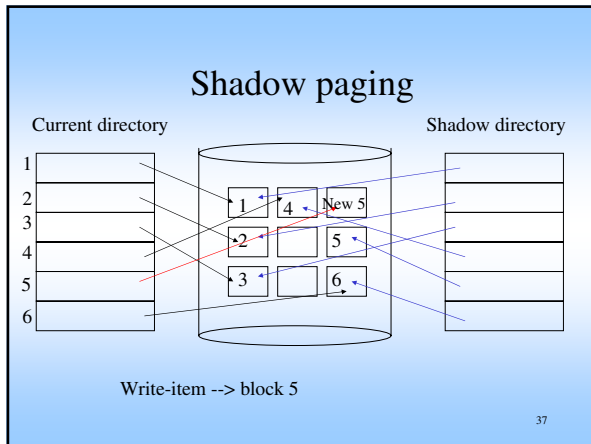 Shadow paging
Current directory
Shadow directory
1
2
3
4
5
6
1 4 New 5
2 5
3 6
Write-item --> block 5
37